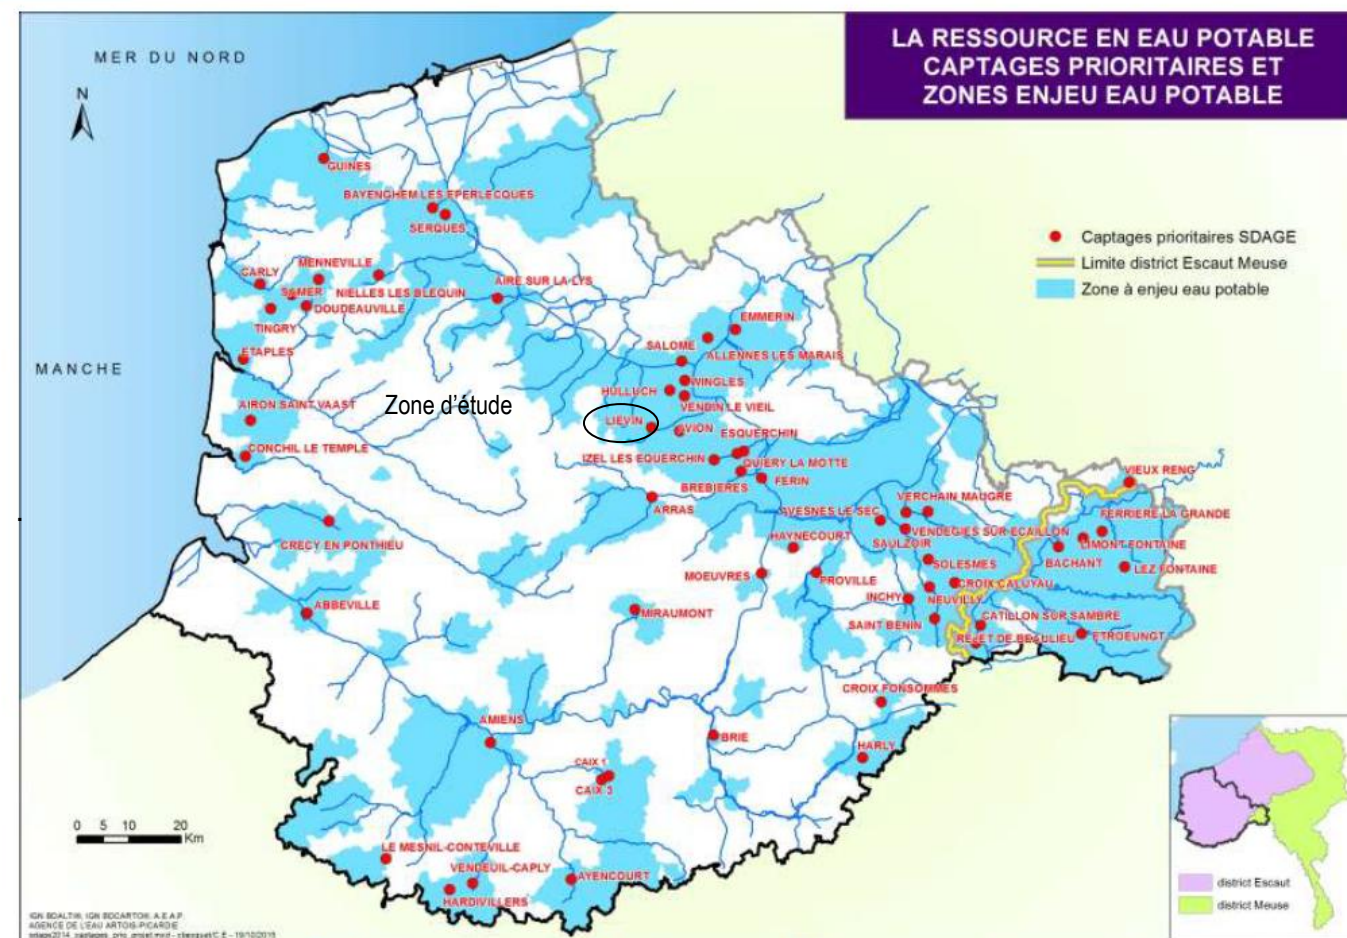 LA RESSOURCE EN EAU POTABLE
CAPTAGES PRIORITAIRES ET
ZONES ENJEU EAU POTABLE
MER DU NORD
N
MANCHE
Zone d'étude
Captages prioritaires SDAGE
Limite district Escaut Meuse
Zone à enjeu eau potable
GUINES
BAYENGHEM LES EPERLECQUES
SERQUES
CARLY
MENNEVILLE
SAMER
NIELLES LES BLEQUIN
AIRE SUR LA LYS
DOUDEAUVILLE
TINGRY
ETAPLES
EMMERIN
SALOME
ALLENNES LES MARAIS
WINGLES
HULLUCH
VENDIN LE VIEIL
AIRON SAINT VAAST
LIEVIN
AVION
ESQUERCHIN
CONCHIL LE TEMPLE
IZEL LES EQUERCHIN
QUIERY LA MOTTE
VIEUX RENG
BREBIERES
FERIN
ARRAS
VERCHAIN MAUGRE
AVESNES LE SEC
FERRIERE LA GRANDE
CRECY EN PONTHIEU
HAYNECOURT
VENDEGIES SUR ECAILLON
SAULZOIR
LIMONT FONTAINE
BACHANT
SOLESMES
LEZ FONTAINE
MOEUVRES
PROVILLE
CROIX CALUYAU
INCHY
NEUVILLY
ABBEVILLE
MIRAUMONT
SAINT BENIN
CATILLON SUR SAMBRE
REJET DE BEAULIEU
ETROEUNGT
CROIX FONSOMMES
AMIENS
BRIE
HARLY
CAIX 1
CAIX 3
0 5 10 20
Km
LE MESNIL-CONTEVILLE
VENDEUIL-CAPLY
AYENCOURT
HARDIVILLERS
district Escaut
district Meuse
AGENCE DE L'EAU ARTOIS-PICARDIE